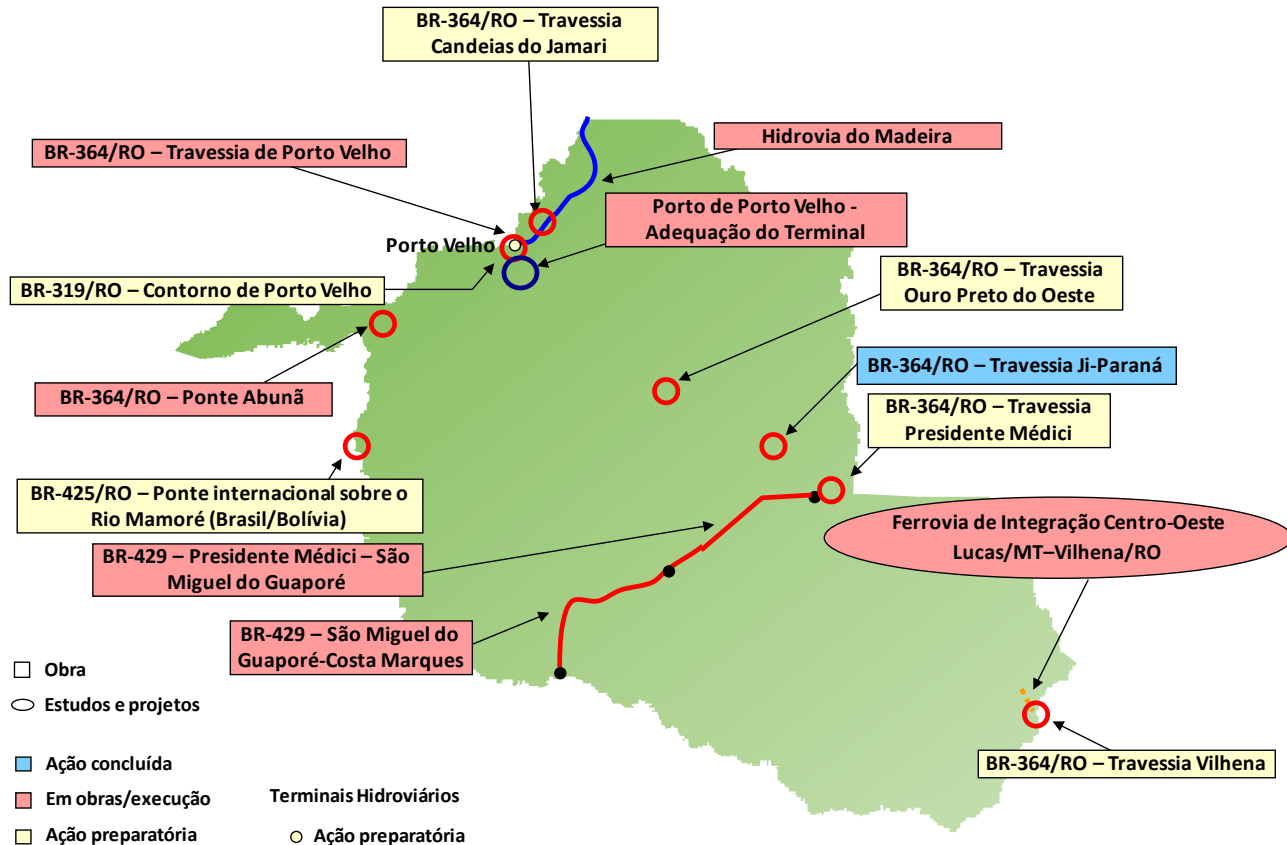 BR-364/RO – Travessia
Candeias do Jamari
BR-364/RO – Travessia de Porto Velho
Hidrovia do Madeira
Porto de Porto Velho -
Adequação do Terminal
Porto Velho
BR-319/RO – Contorno de Porto Velho
BR-364/RO – Travessia
Ouro Preto do Oeste
BR-364/RO – Travessia Ji-Paraná
BR-364/RO – Ponte Abunã
BR-364/RO – Travessia
Presidente Médici
BR-425/RO – Ponte internacional sobre o
Rio Mamoré (Brasil/Bolívia)
Ferrovia de Integração Centro-Oeste
Lucas/MT–Vilhena/RO
BR-429 – Presidente Médici – São
Miguel do Guaporé
BR-429 – São Miguel do
Guaporé-Costa Marques
BR-364/RO – Travessia Vilhena
Obra
Estudos e projetos
Ação concluída
Em obras/execução
Ação preparatória
Terminais Hidroviários
Ação preparatória